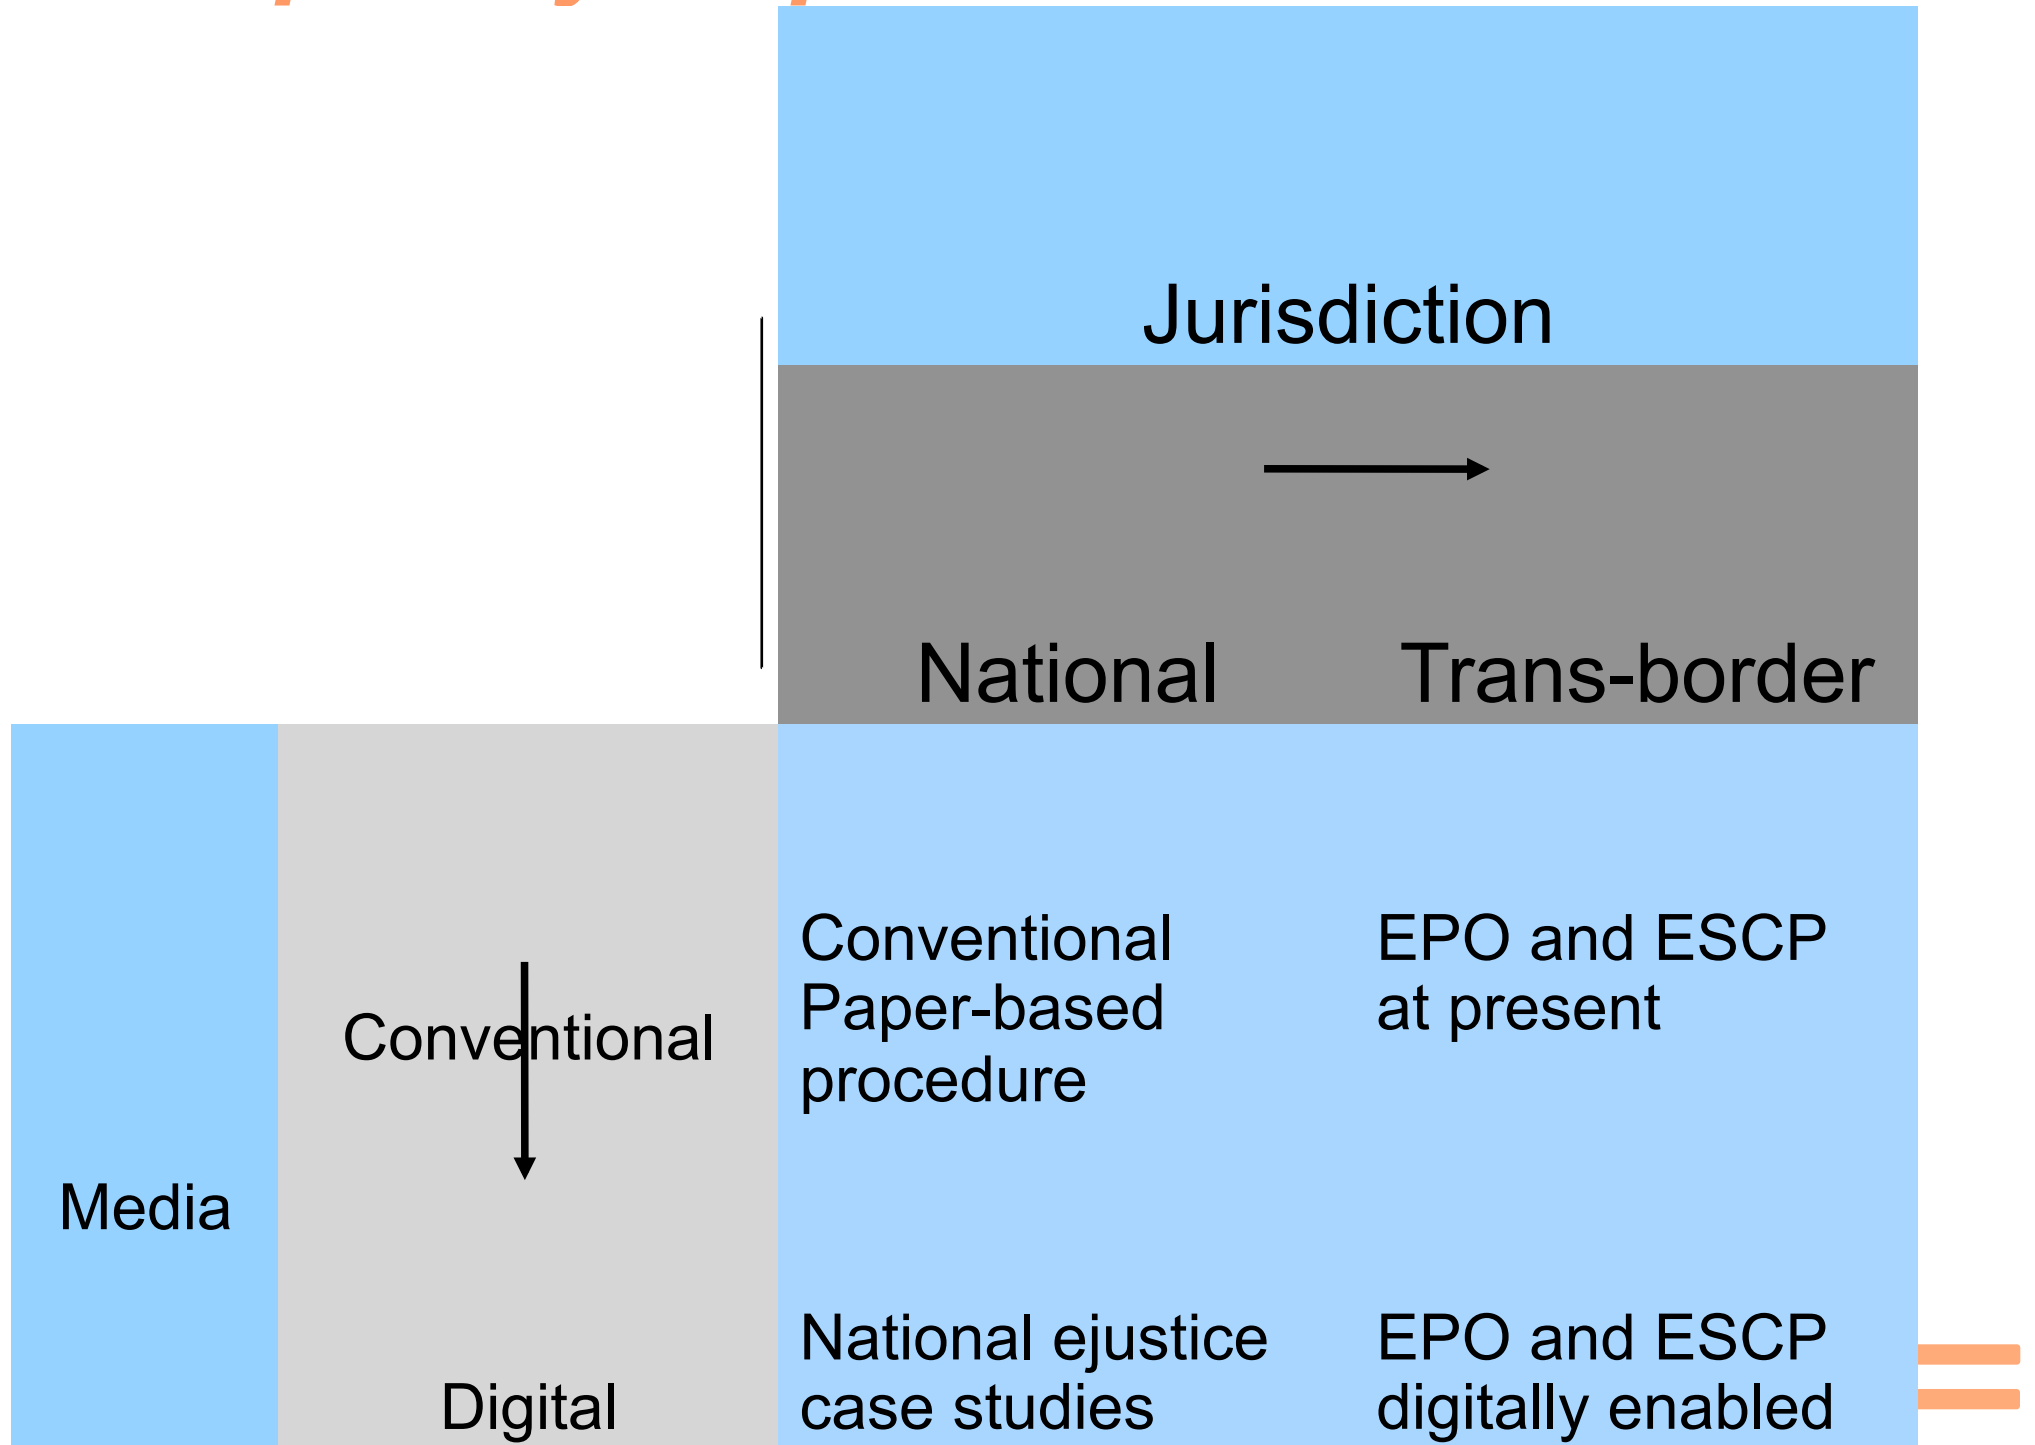 Jurisdiction
National Trans-border
Media
Conventional
Conventional
Paper-based
procedure
EPO and ESCP
at present
Digital
National ejustice
case studies
EPO and ESCP
digitally enabled